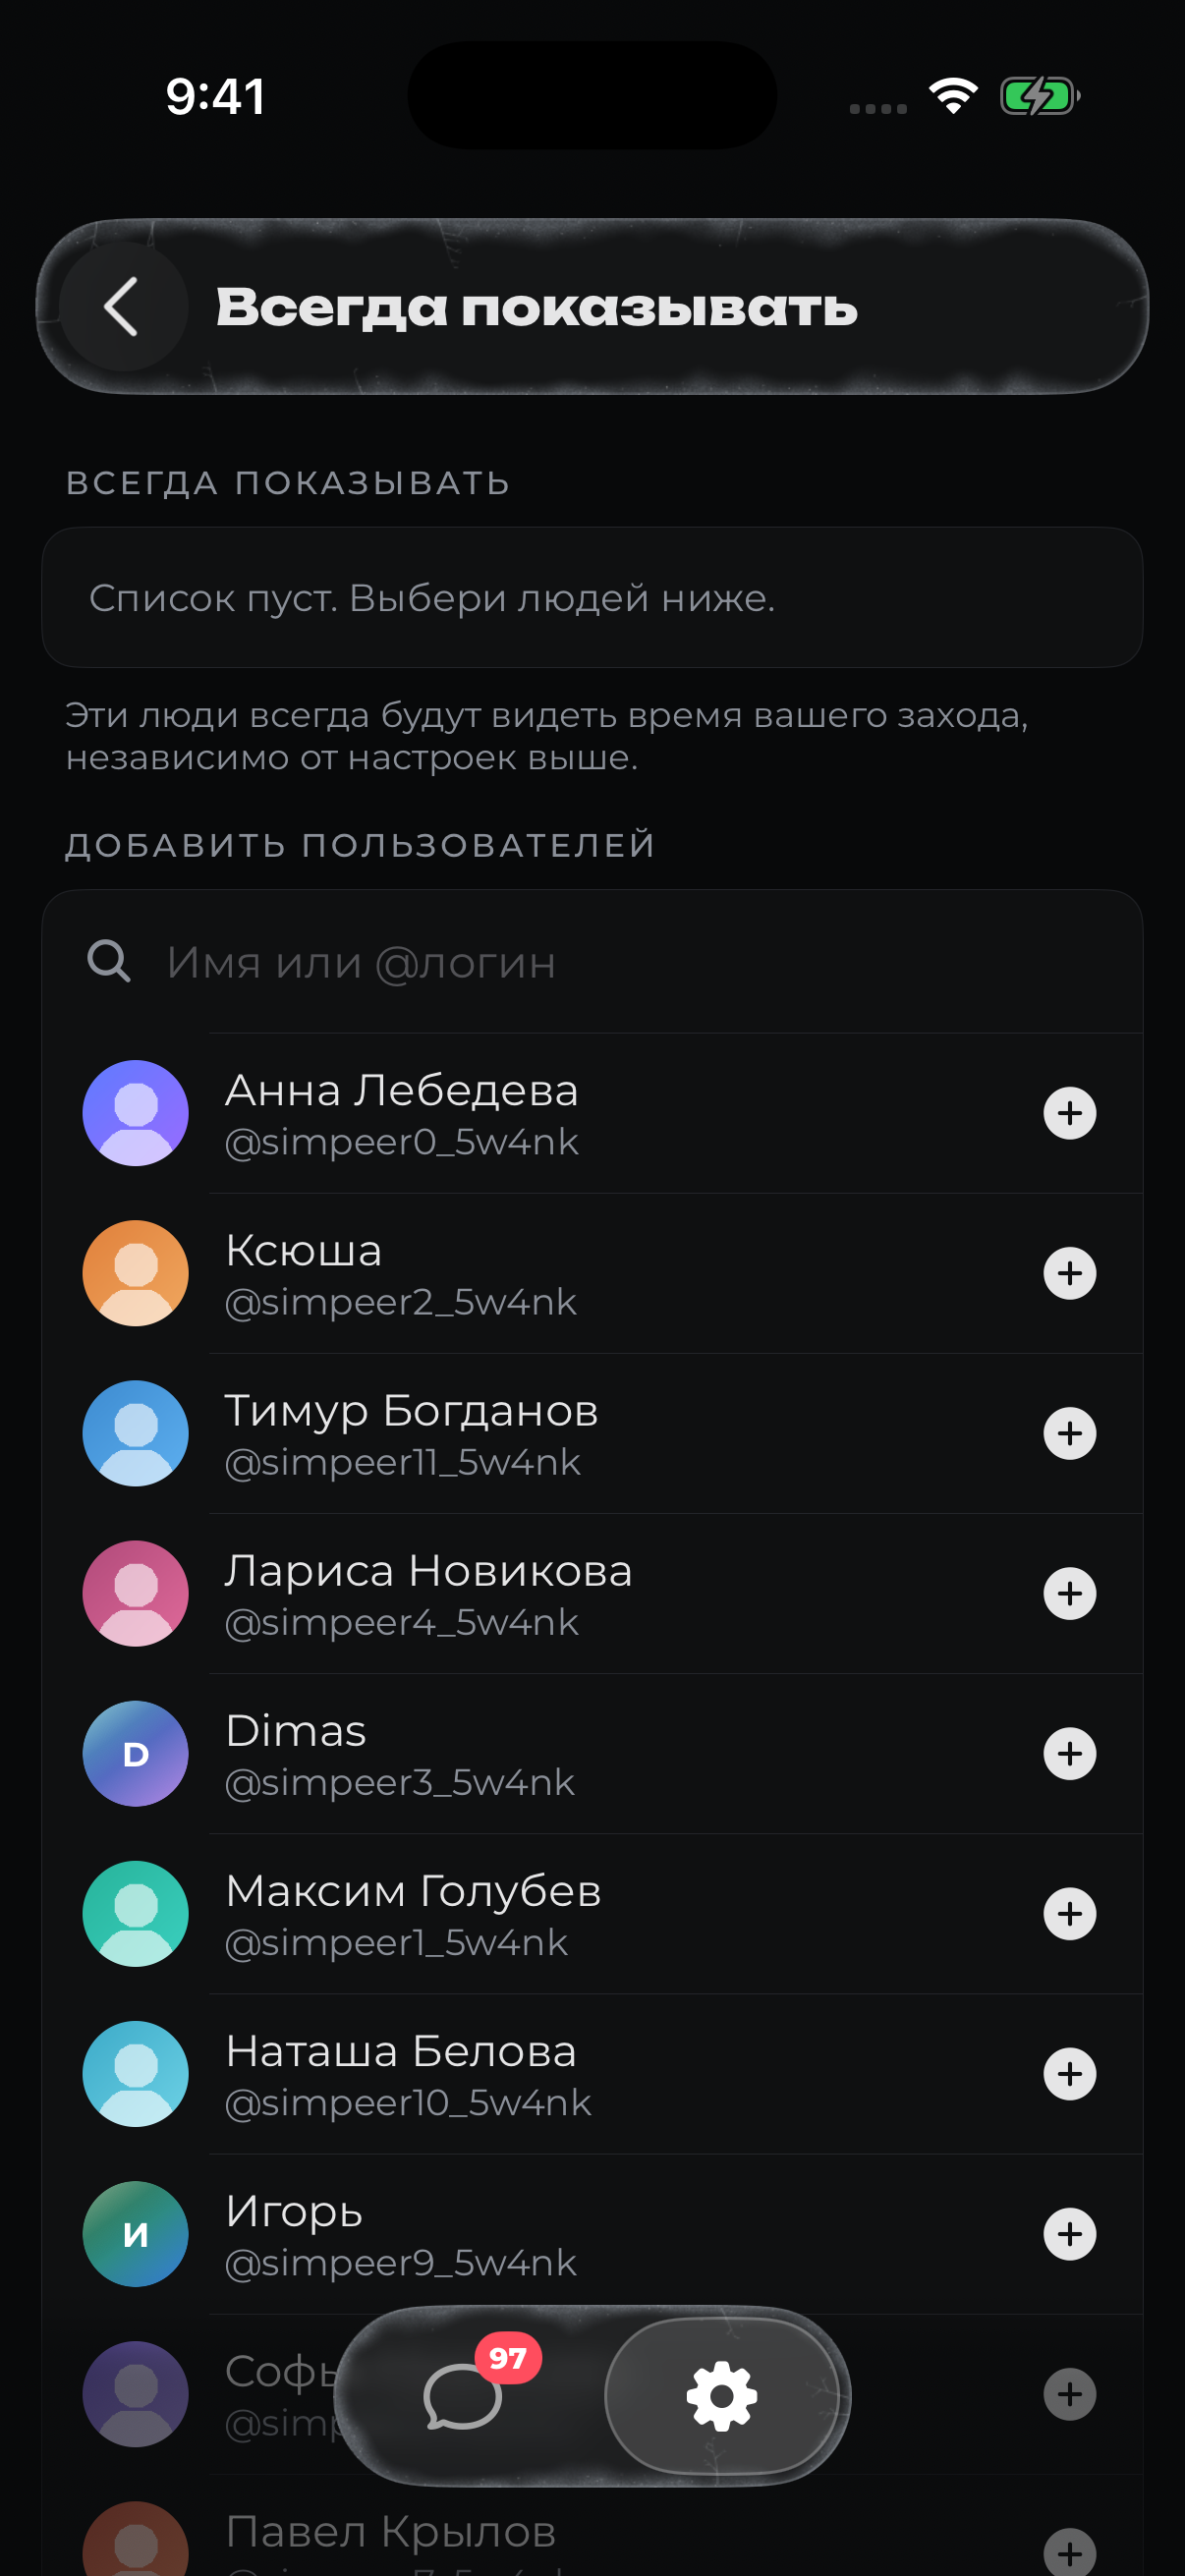 9:41
Всегда показывать
ВСЕГДА ПОКАЗЫВАТЬ
Список пуст. Выбери людей ниже.
Эти люди всегда будут видеть время вашего захода,
независимо от настроек выше.
ДОБАВИТЬ ПОЛЬЗОВАТЕЛЕЙ
Имя или @логин
Анна Лебедева
@simpeer0_5w4nk
Ксюша
@simpeer2_5w4nk
Тимур Богданов
@simpeer11_5w4nk
Лариса Новикова
@simpeer4_5w4nk
D
Dimas
@simpeer3_5w4nk
Максим Голубев
@simpeer1_5w4nk
Наташа Белова
@simpeer10_5w4nk
И
Игорь
@simpeer9_5w4nk
97
Павел Крылов